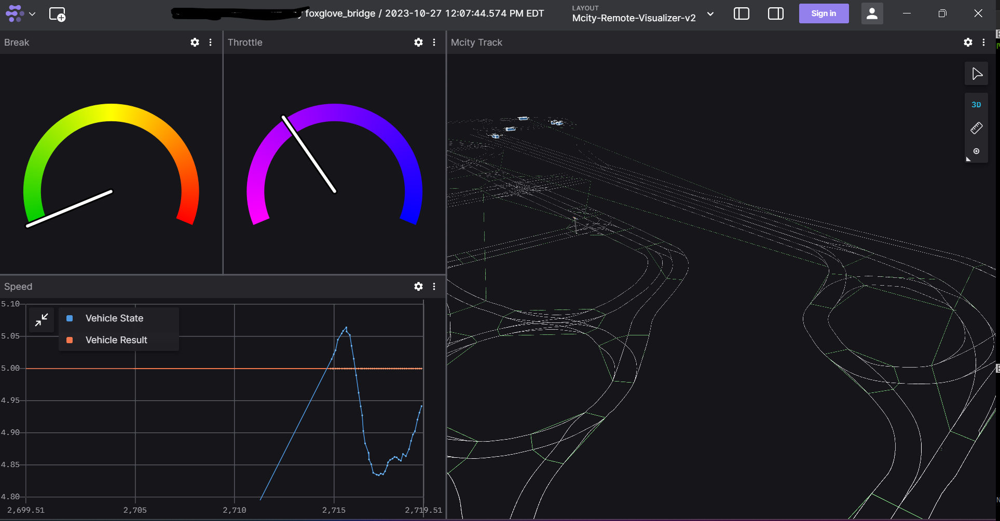 foxglove_bridge / 2023-10-27 12:07:44.574 PM EDT
LAYOUT
Mcity-Remote-Visualizer-v2
Sign in
Break
Throttle
Mcity Track
3D
Speed
5.10
5.05
5.00
4.95
4.90
4.85
4.80
Vehicle State
Vehicle Result
2,699.51
2,705
2,710
2,715
2,719.51